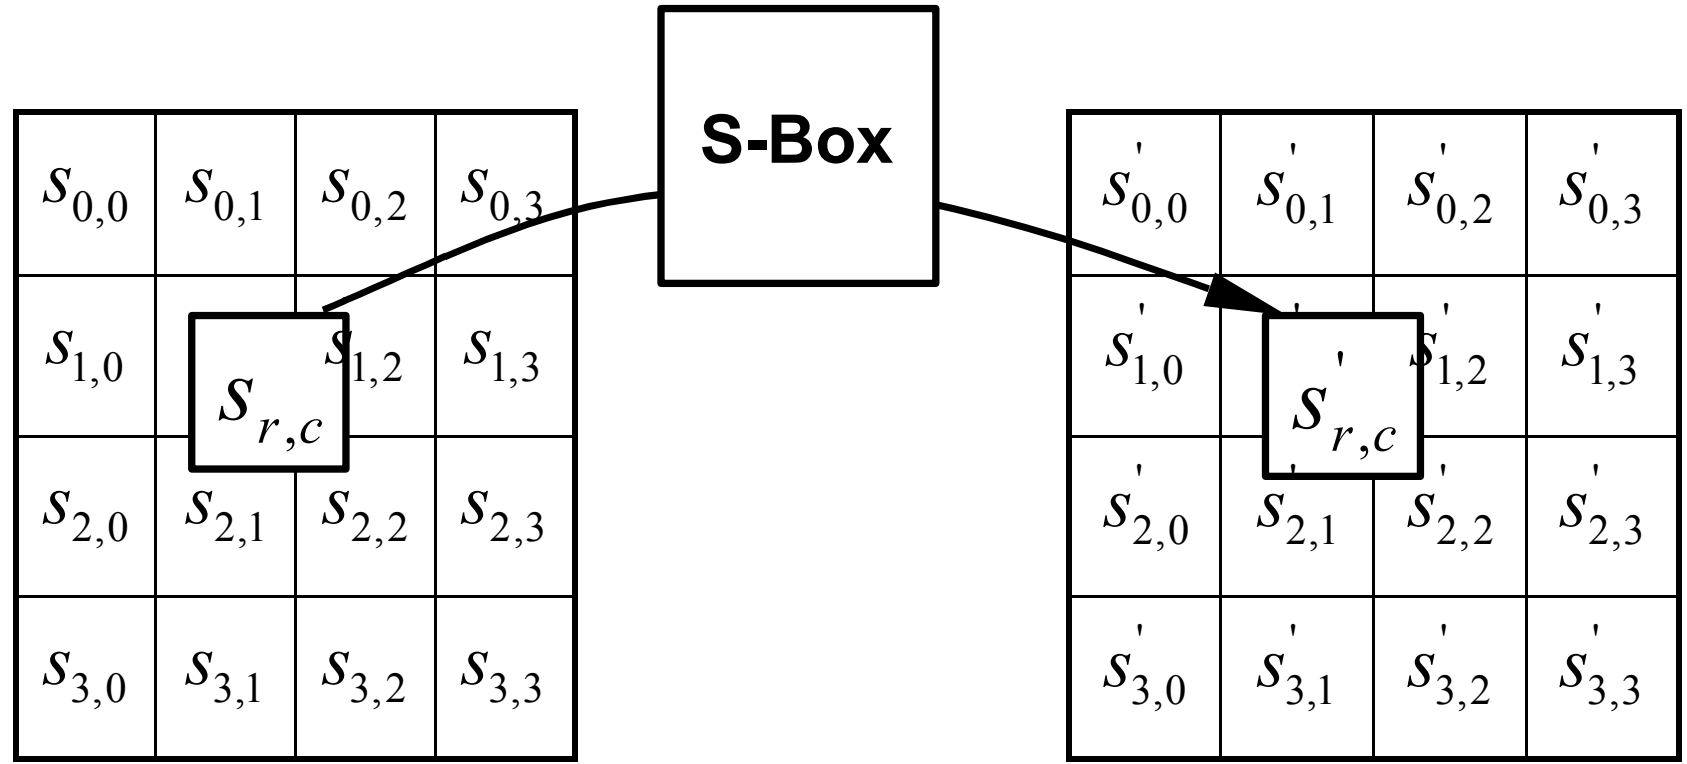 S-Box
s0,0 s0,1 s0,2 s0,3
s1,0 s1,2 s1,3
sr,c
s2,0 s2,1 s2,2 s2,3
s3,0 s3,1 s3,2 s3,3
s'0,0 s'0,1 s'0,2 s'0,3
s'1,0 s'1,2 s'1,3
s'r,c
s'2,0 s'2,1 s'2,2 s'2,3
s'3,0 s'3,1 s'3,2 s'3,3